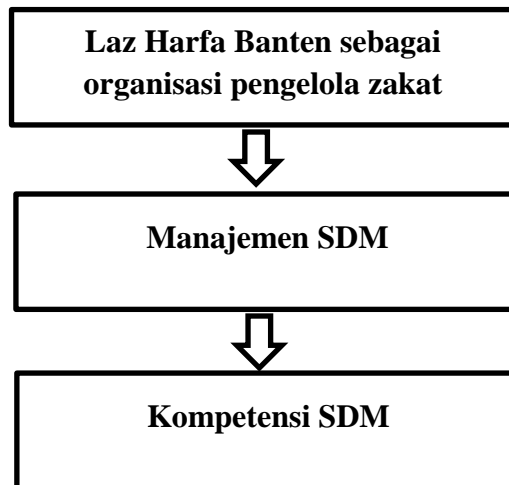 Laz Harfa Banten sebagai
organisasi pengelola zakat
Manajemen SDM
Kompetensi SDM